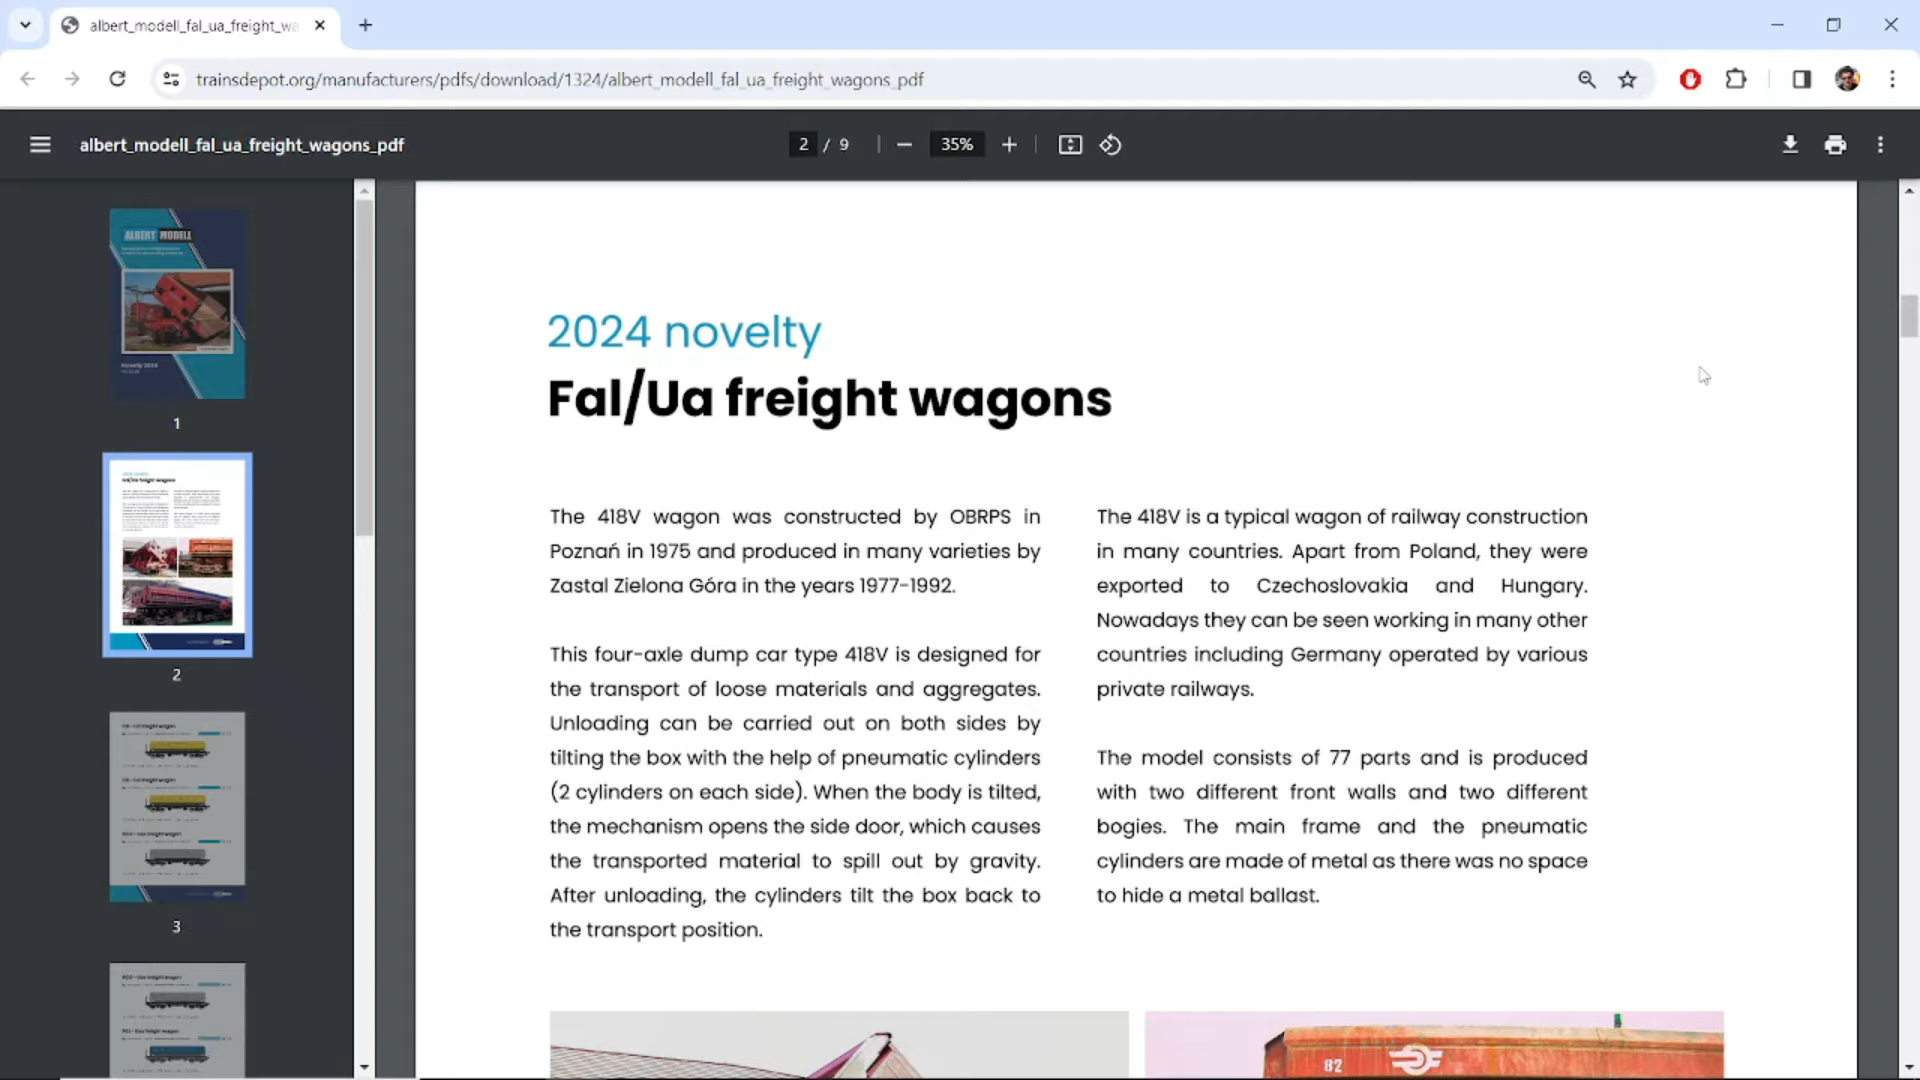 albert_modell_fal_ua_freight_wa
trainsdepot.org/manufacturers/pdfs/download/1324/albert_modell_fal_ua_freight_wagons_pdf
albert_modell_fal_ua_freight_wagons_pdf
2 / 9
35%
ALBERT MODELL
Novelty 2024
1
2
3
2024 novelty
Fal/Ua freight wagons
The 418V wagon was constructed by OBRPS in
Poznań in 1975 and produced in many varieties by
Zastal Zielona Góra in the years 1977-1992.
This four-axle dump car type 418V is designed for
the transport of loose materials and aggregates.
Unloading can be carried out on both sides by
tilting the box with the help of pneumatic cylinders
(2 cylinders on each side). When the body is tilted,
the mechanism opens the side door, which causes
the transported material to spill out by gravity.
After unloading, the cylinders tilt the box back to
the transport position.
The 418V is a typical wagon of railway construction
in many countries. Apart from Poland, they were
exported to Czechoslovakia and Hungary.
Nowadays they can be seen working in many other
countries including Germany operated by various
private railways.
The model consists of 77 parts and is produced
with two different front walls and two different
bogies. The main frame and the pneumatic
cylinders are made of metal as there was no space
to hide a metal ballast.
82